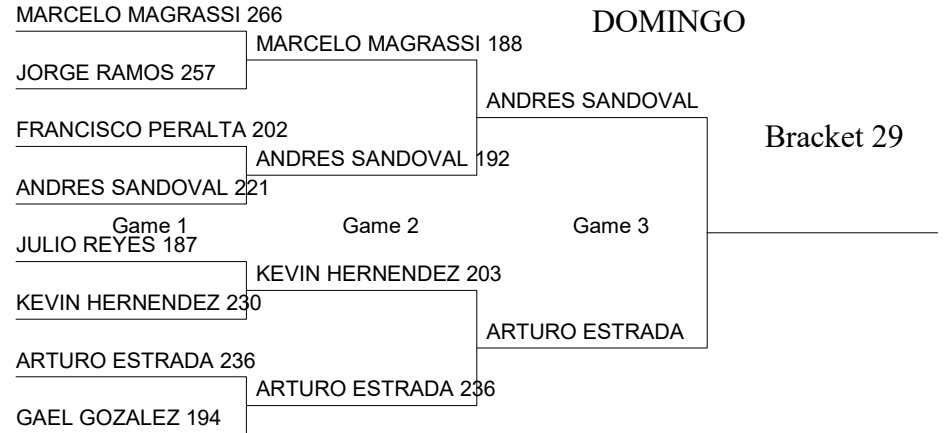 MARCELO MAGRASSI 266
DOMINGO
MARCELO MAGRASSI 188
JORGE RAMOS 257
ANDRES SANDOVAL
FRANCISCO PERALTA 202
Bracket 29
ANDRES SANDOVAL 192
ANDRES SANDOVAL 221
Game 1
Game 2
Game 3
JULIO REYES 187
KEVIN HERNENDEZ 203
KEVIN HERNENDEZ 230
ARTURO ESTRADA
ARTURO ESTRADA 236
ARTURO ESTRADA 236
GAEL GOZALEZ 194